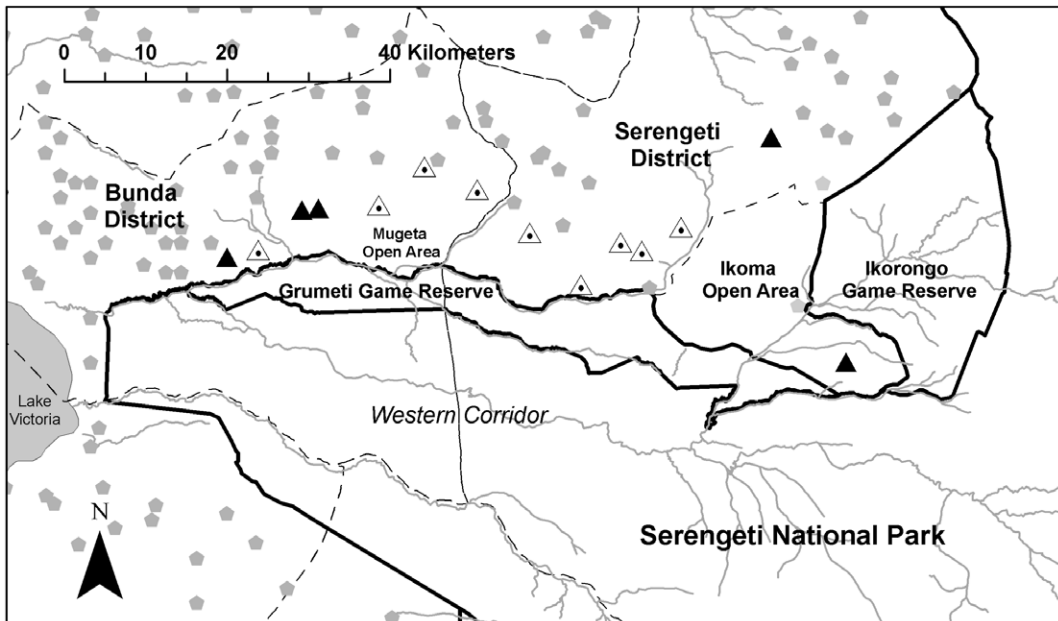 0 10 20 40 Kilometers
Serengeti
District
Bunda
District
Mugeta
Open Area
Ikoma
Open Area
Ikorongo
Game Reserve
Grumeti Game Reserve
Lake
Victoria
Western Corridor
N
Serengeti National Park